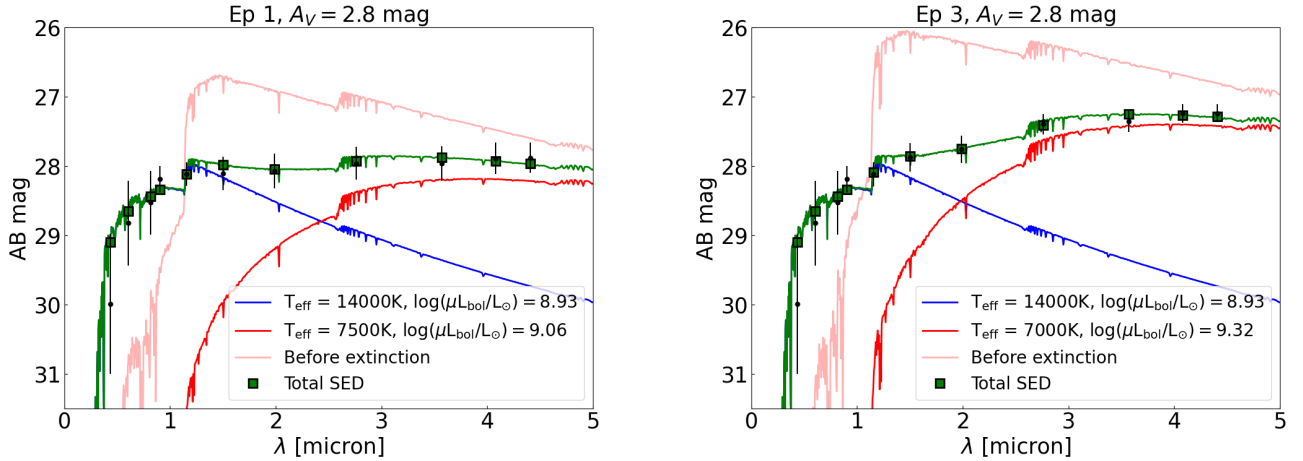 Ep 1, A_V = 2.8 mag
26
27
28
29
30
31
AB mag
0
1
2
3
4
5
λ [micron]
T_eff = 14000K, log(μL_bol/L_⊙) = 8.93
T_eff = 7500K, log(μL_bol/L_⊙) = 9.06
Before extinction
Total SED
Ep 3, A_V = 2.8 mag
26
27
28
29
30
31
AB mag
0
1
2
3
4
5
λ [micron]
T_eff = 14000K, log(μL_bol/L_⊙) = 8.93
T_eff = 7000K, log(μL_bol/L_⊙) = 9.32
Before extinction
Total SED